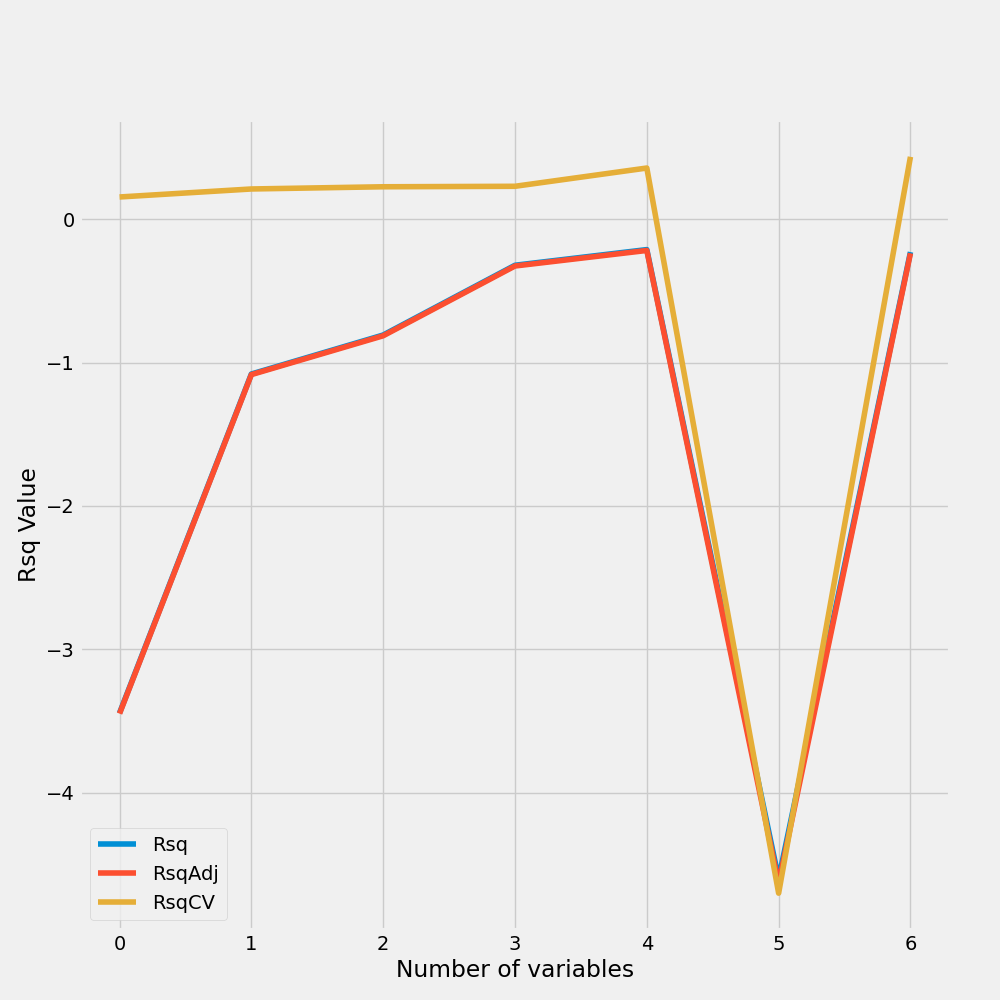 0
−1
−2
−3
−4
Rsq Value
Rsq
RsqAdj
RsqCV
0 1 2 3 4 5 6
Number of variables